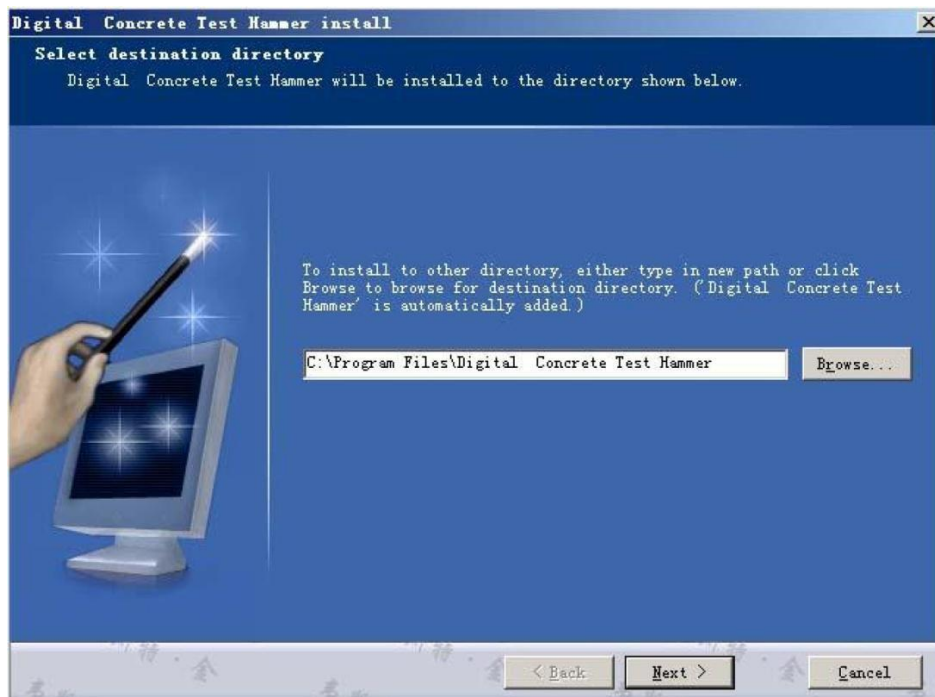 Digital  Concrete Test Hammer install
Select destination directory
Digital  Concrete Test Hammer will be installed to the directory shown below.
To install to other directory, either type in new path or click
Browse to browse for destination directory. ('Digital  Concrete Test
Hammer' is automatically added.)
C:\Program Files\Digital  Concrete Test Hammer
Browse...
< Back
Next >
Cancel